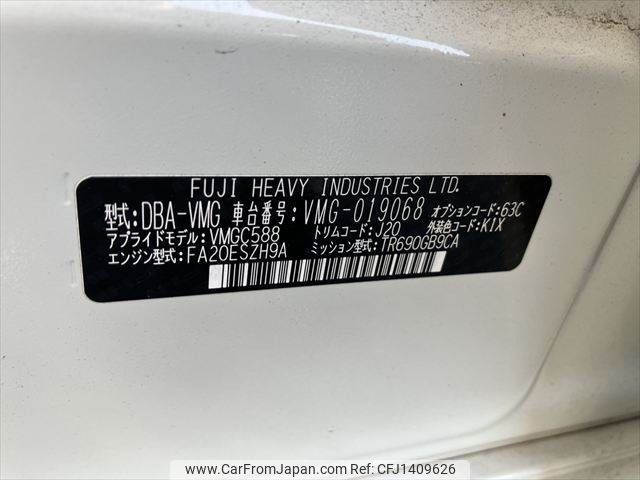 FUJI HEAVY INDUSTRIES LTD.
型式:DBA-VMG 車台番号:VMG-019068 オプションコード:63C
アプライドモデル:VMGC588 トリムコード:J20 外装色コード:K1X
エンジン型式:FA20ESZH9A ミッション型式:TR690GB9CA
© CAR FROM JAPAN
www.carfromjapan.com - CFJ1409626